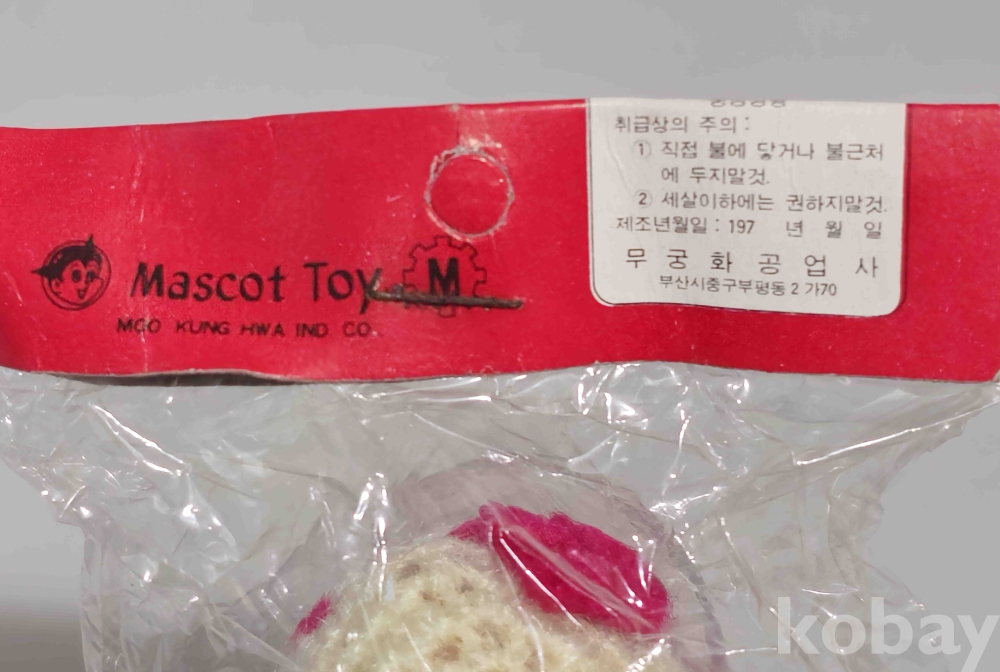 취급상의 주의 :
① 직접 불에 닿거나 불근처
에 두지말것.
② 세살이하에는 권하지말것.
제조년월일 : 197 년 월 일
무 궁 화 공 업 사
부산시중구부평동 2 가70
Mascot Toy M
MOO KUNG HWA IND CO.
kobay